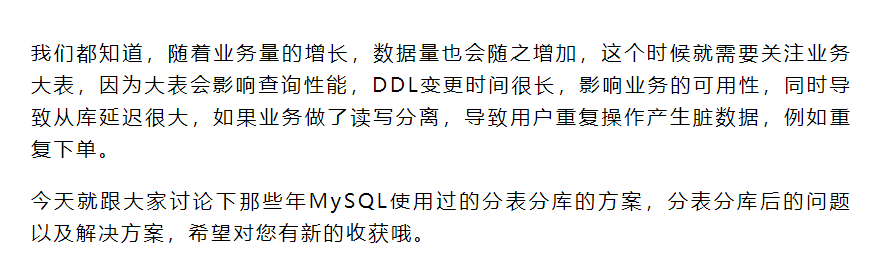 我们都知道，随着业务量的增长，数据量也会随之增加，这个时候就需要关注业务
大表，因为大表会影响查询性能，DDL变更时间很长，影响业务的可用性，同时导
致从库延迟很大，如果业务做了读写分离，导致用户重复操作产生脏数据，例如重
复下单。
今天就跟大家讨论下那些年MySQL使用过的分表分库的方案，分表分库后的问题
以及解决方案，希望对您有新的收获哦。